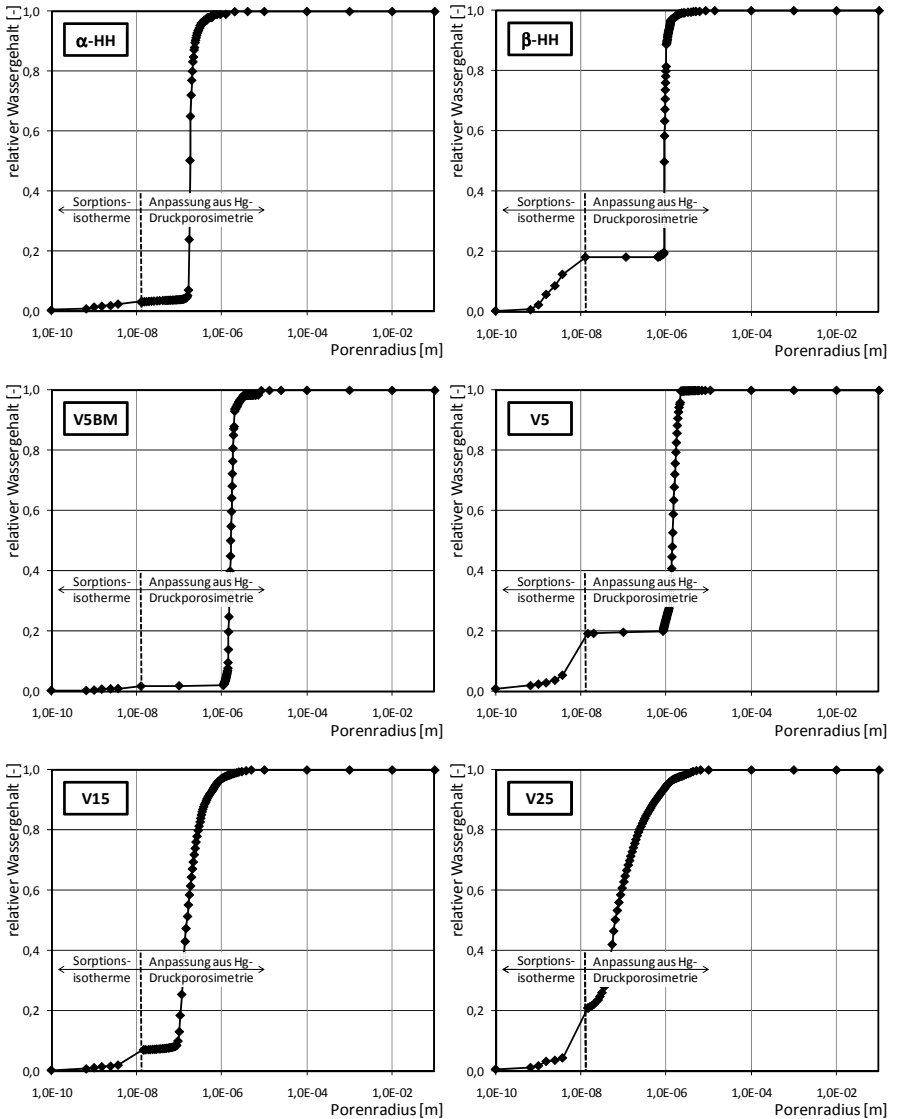 relativer Wassergehalt [-]
1,0
0,8
0,6
0,4
0,2
0,0
α-HH
Sorptions-
isotherme
Anpassung aus Hg-
Druckporosimetrie
1,0E-10
1,0E-08
1,0E-06
1,0E-04
1,0E-02
Porenradius [m]
relativer Wassergehalt [-]
1,0
0,8
0,6
0,4
0,2
0,0
β-HH
Sorptions-
isotherme
Anpassung aus Hg-
Druckporosimetrie
1,0E-10
1,0E-08
1,0E-06
1,0E-04
1,0E-02
Porenradius [m]
relativer Wassergehalt [-]
1,0
0,8
0,6
0,4
0,2
0,0
V5BM
Sorptions-
isotherme
Anpassung aus Hg-
Druckporosimetrie
1,0E-10
1,0E-08
1,0E-06
1,0E-04
1,0E-02
Porenradius [m]
relativer Wassergehalt [-]
1,0
0,8
0,6
0,4
0,2
0,0
V5
Sorptions-
isotherme
Anpassung aus Hg-
Druckporosimetrie
1,0E-10
1,0E-08
1,0E-06
1,0E-04
1,0E-02
Porenradius [m]
relativer Wassergehalt [-]
1,0
0,8
0,6
0,4
0,2
0,0
V15
Sorptions-
isotherme
Anpassung aus Hg-
Druckporosimetrie
1,0E-10
1,0E-08
1,0E-06
1,0E-04
1,0E-02
Porenradius [m]
relativer Wassergehalt [-]
1,0
0,8
0,6
0,4
0,2
0,0
V25
Sorptions-
isotherme
Anpassung aus Hg-
Druckporosimetrie
1,0E-10
1,0E-08
1,0E-06
1,0E-04
1,0E-02
Porenradius [m]